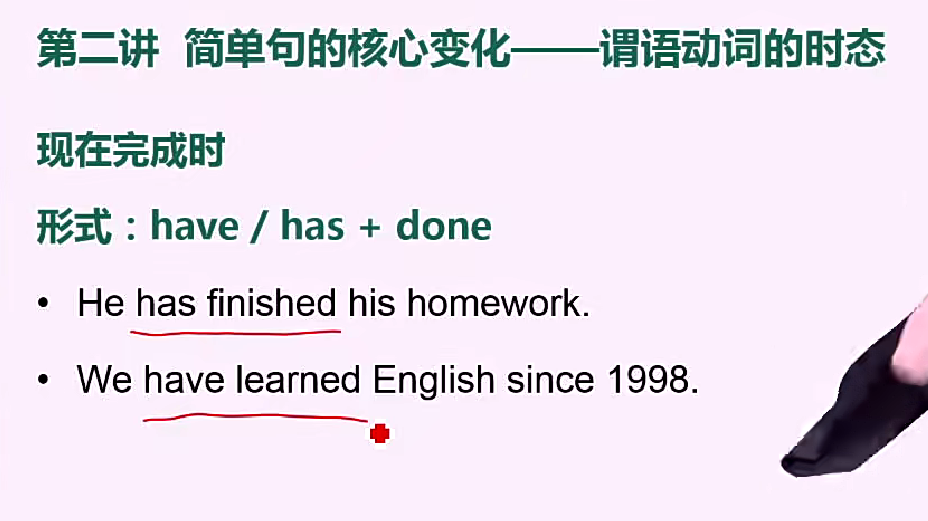 第二讲 简单句的核心变化——谓语动词的时态
现在完成时
形式：have / has + done
• He has finished his homework.
• We have learned English since 1998.